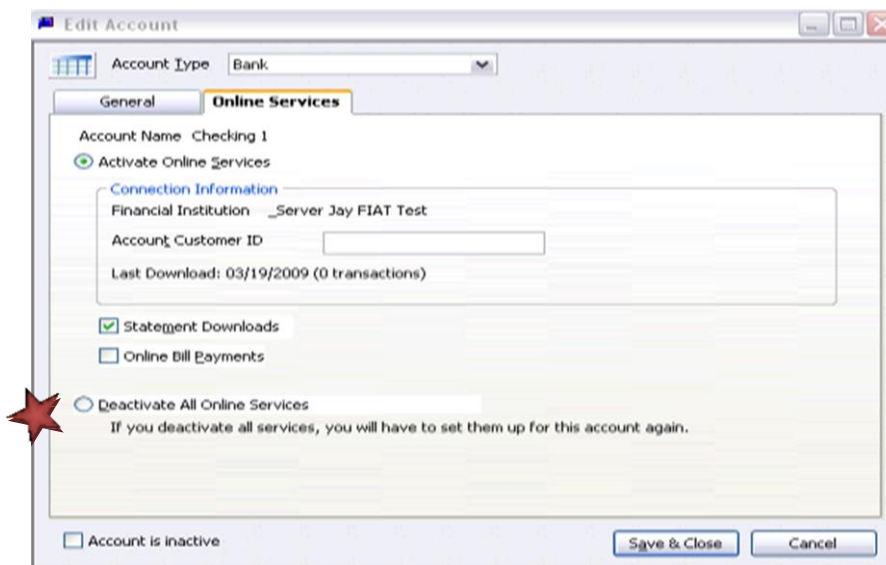 Edit Account
Account Type Bank
General Online Services
Account Name Checking 1
Activate Online Services
Connection Information
Financial Institution _Server Jay FIAT Test
Account Customer ID
Last Download: 03/19/2009 (0 transactions)
Statement Downloads
Online Bill Payments
Deactivate All Online Services
If you deactivate all services, you will have to set them up for this account again.
Account is inactive Save & Close Cancel